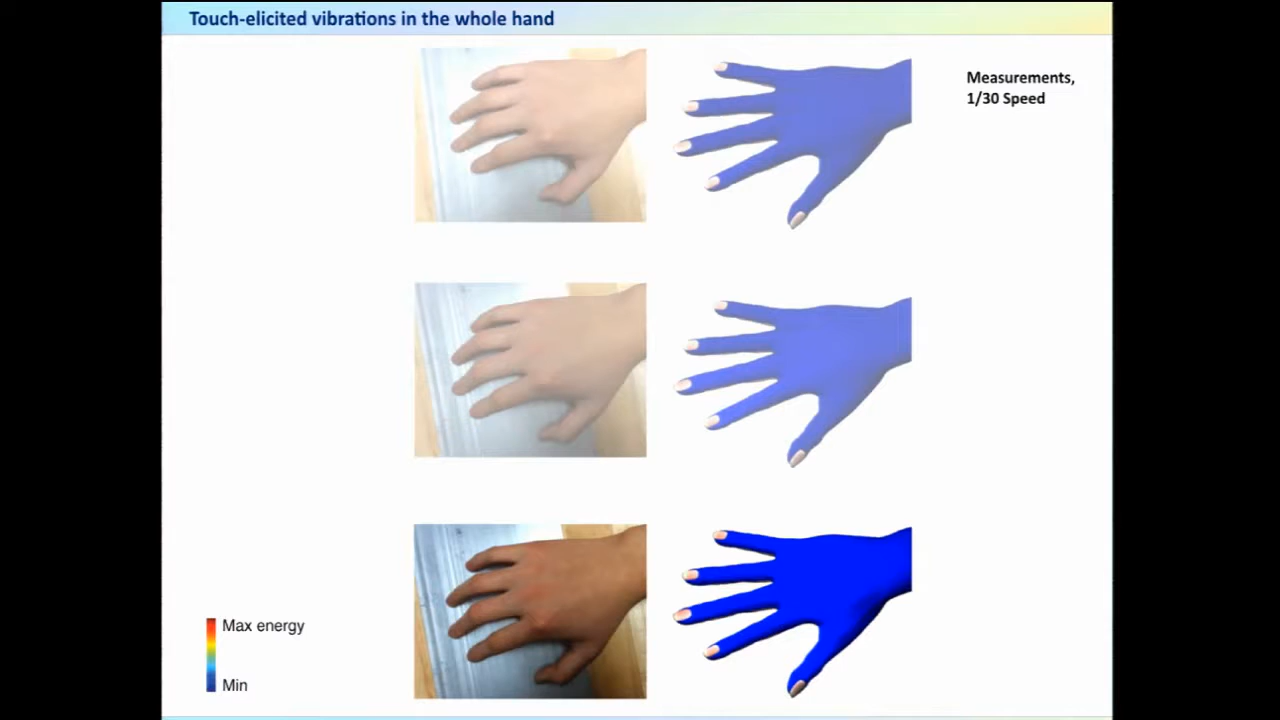 Touch-elicited vibrations in the whole hand
Measurements,
1/30 Speed
Max energy
Min